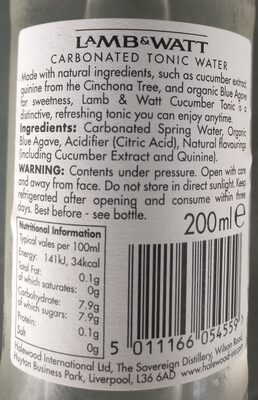 LAMB&WATT
CARBONATED TONIC WATER
Made with natural ingredients, such as cucumber extract,
quinine from the Cinchona Tree, and organic Blue Agave
for sweetness, Lamb & Watt Cucumber Tonic is a
distinctive, refreshing tonic you can enjoy anytime.
Ingredients: Carbonated Spring Water, Organic
Blue Agave, Acidifier (Citric Acid), Natural flavourings
(including Cucumber Extract and Quinine).
WARNING: Contents under pressure. Open with care
and away from face. Do not store in direct sunlight. Keep
refrigerated after opening and consume within three
days. Best before - see bottle.
200ml e
Nutritional Information
Typical vales per 100ml
Energy: 141kJ, 34kcal
Total Fat: 0.1g
of which saturates: 0g
Carbohydrate: 7.9g
of which sugars: 7.9g
Protein: 0.1g
Salt 0g
5 011166 054559 >
Halewood International Ltd, The Sovereign Distillery, Wilson Road,
Huyton Business Park, Liverpool, L36 6AD www.halewood-int.com